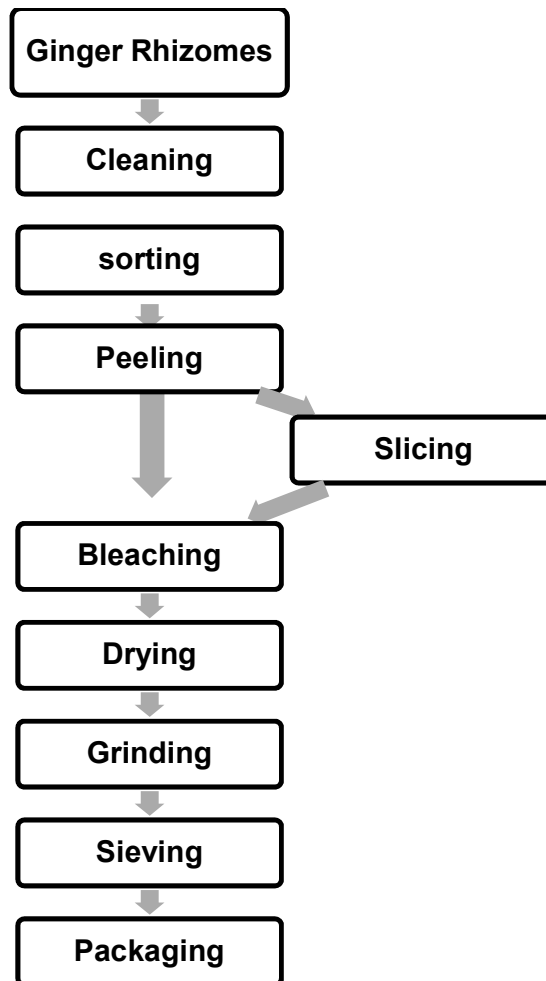 Ginger Rhizomes
Cleaning
sorting
Peeling
Slicing
Bleaching
Drying
Grinding
Sieving
Packaging